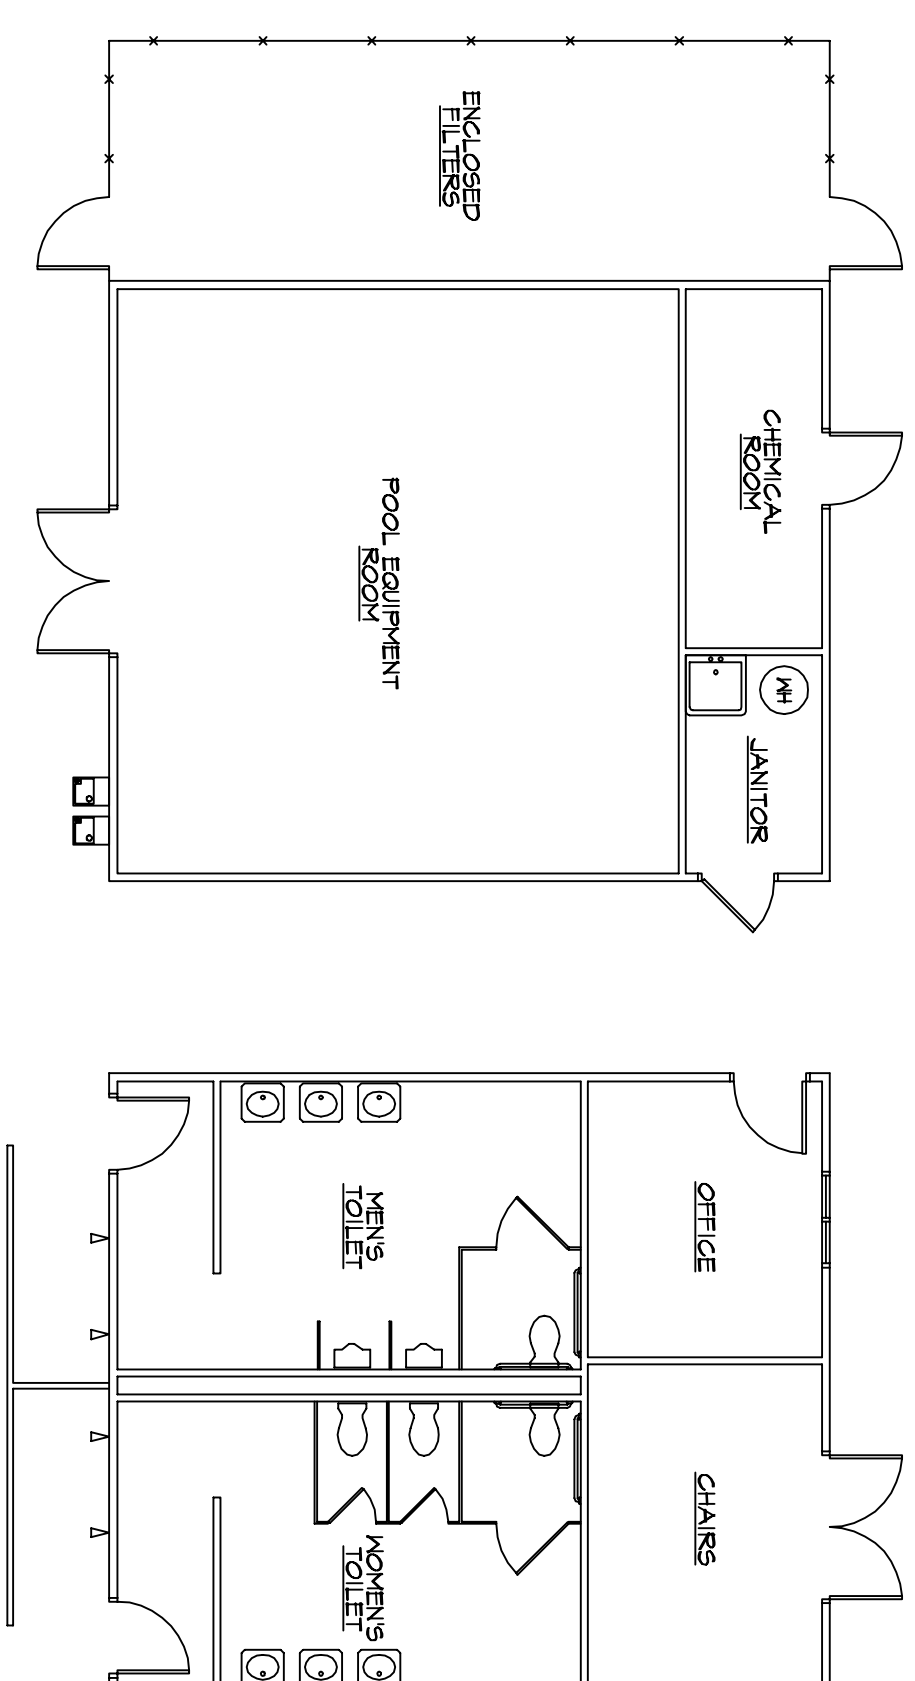 ENCLOSED
FILTERS
CHEMICAL
ROOM
POOL EQUIPMENT
ROOM
WH
JANITOR
OFFICE
MEN'S
TOILET
CHAIRS
WOMEN'S
TOILET